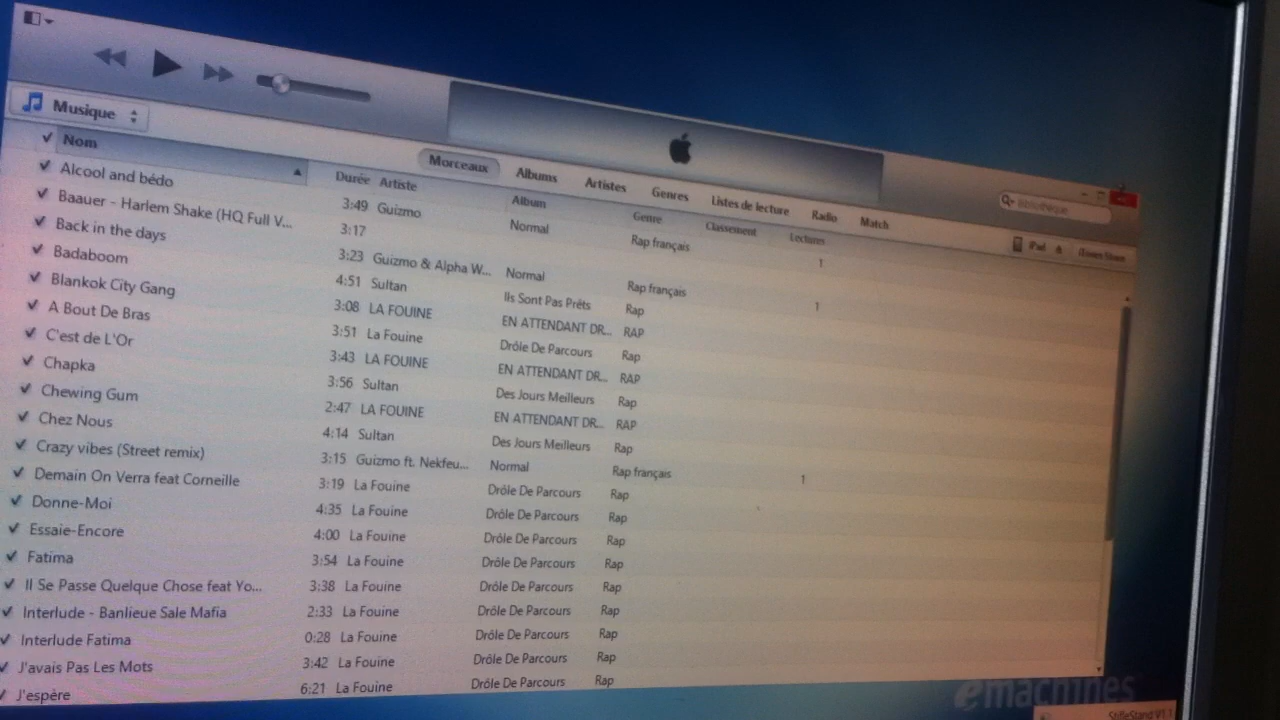 Musique
Morceaux Albums Artistes Genres Listes de lecture Radio Match
iPad iTunes Store
Nom Durée Artiste Album Genre Classement Lectures
Alcool and bédo 3:49 Guizmo Normal Rap français 1
Baauer - Harlem Shake (HQ Full V... 3:17
Back in the days 3:23 Guizmo & Alpha W... Normal Rap français 1
Badaboom 4:51 Sultan Ils Sont Pas Prêts Rap
Blankok City Gang 3:08 LA FOUINE EN ATTENDANT DR... RAP
A Bout De Bras 3:51 La Fouine Drôle De Parcours Rap
C'est de L'Or 3:43 LA FOUINE EN ATTENDANT DR... RAP
Chapka 3:56 Sultan Des Jours Meilleurs Rap
Chewing Gum 2:47 LA FOUINE EN ATTENDANT DR... RAP
Chez Nous 4:14 Sultan Des Jours Meilleurs Rap
Crazy vibes (Street remix) 3:15 Guizmo ft. Nekfeu... Normal Rap français 1
Demain On Verra feat Corneille 3:19 La Fouine Drôle De Parcours Rap
Donne-Moi 4:35 La Fouine Drôle De Parcours Rap
Essaie-Encore 4:00 La Fouine Drôle De Parcours Rap
Fatima 3:54 La Fouine Drôle De Parcours Rap
Il Se Passe Quelque Chose feat Yo... 3:38 La Fouine Drôle De Parcours Rap
Interlude - Banlieue Sale Mafia 2:33 La Fouine Drôle De Parcours Rap
Interlude Fatima 0:28 La Fouine Drôle De Parcours Rap
J'avais Pas Les Mots 3:42 La Fouine Drôle De Parcours Rap
J'espère 6:21 La Fouine Drôle De Parcours Rap
emachines